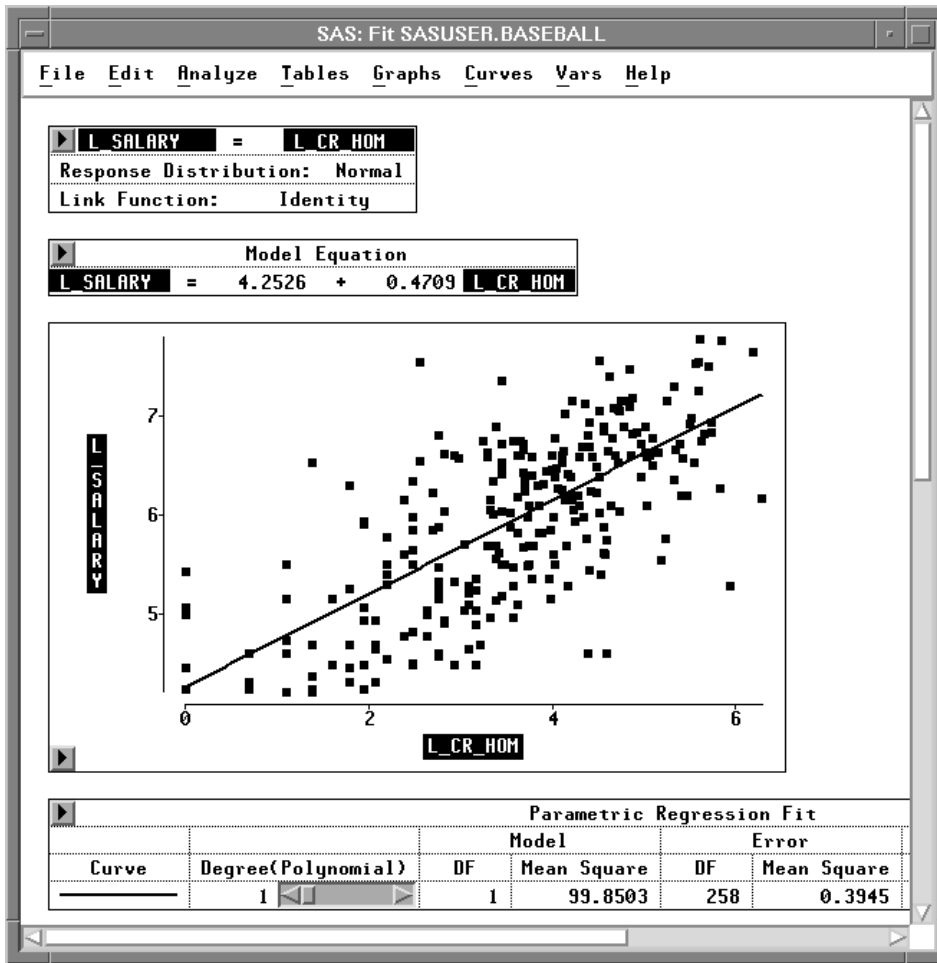 SAS: Fit SASUSER.BASEBALL
File Edit Analyze Tables Graphs Curves Vars Help
L_SALARY = L_CR_HOM
Response Distribution: Normal
Link Function: Identity
Model Equation
L_SALARY = 4.2526 + 0.4709 L_CR_HOM
7
6
5
L_SALARY
0 2 4 6
L_CR_HOM
Parametric Regression Fit
Model Error
Curve Degree(Polynomial) DF Mean Square DF Mean Square
1 1 99.8503 258 0.3945